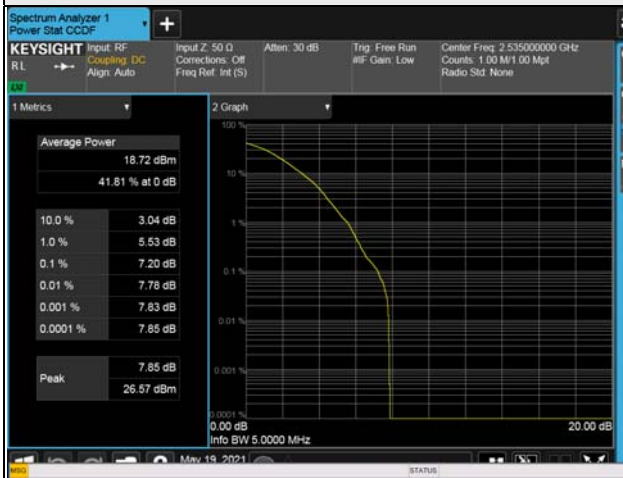 Spectrum Analyzer 1
Power Stat CCDF
KEYSIGHT
RL
Input: RF
Coupling: DC
Align: Auto
Input Z: 50 Ω
Corrections: Off
Freq Ref: Int (S)
Atten: 30 dB
Trig: Free Run
#IF Gain: Low
Center Freq: 2.535000000 GHz
Counts: 1.00 M/1.00 Mpt
Radio Std: None
1 Metrics
2 Graph
Average Power
18.72 dBm
41.81 % at 0 dB
10.0 % 3.04 dB
1.0 % 5.53 dB
0.1 % 7.20 dB
0.01 % 7.78 dB
0.001 % 7.83 dB
0.0001 % 7.85 dB
Peak
7.85 dB
26.57 dBm
100 %
10 %
1 %
0.1 %
0.01 %
0.001 %
0.0001 %
0.00 dB 20.00 dB
Info BW 5.0000 MHz
May 19, 2021
MSG STATUS